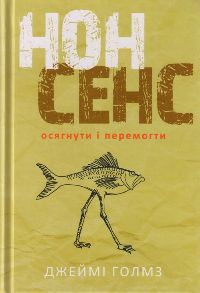 НОН
СЕНС
осягнути і перемогти
ДЖЕЙМІ ГОЛМЗ